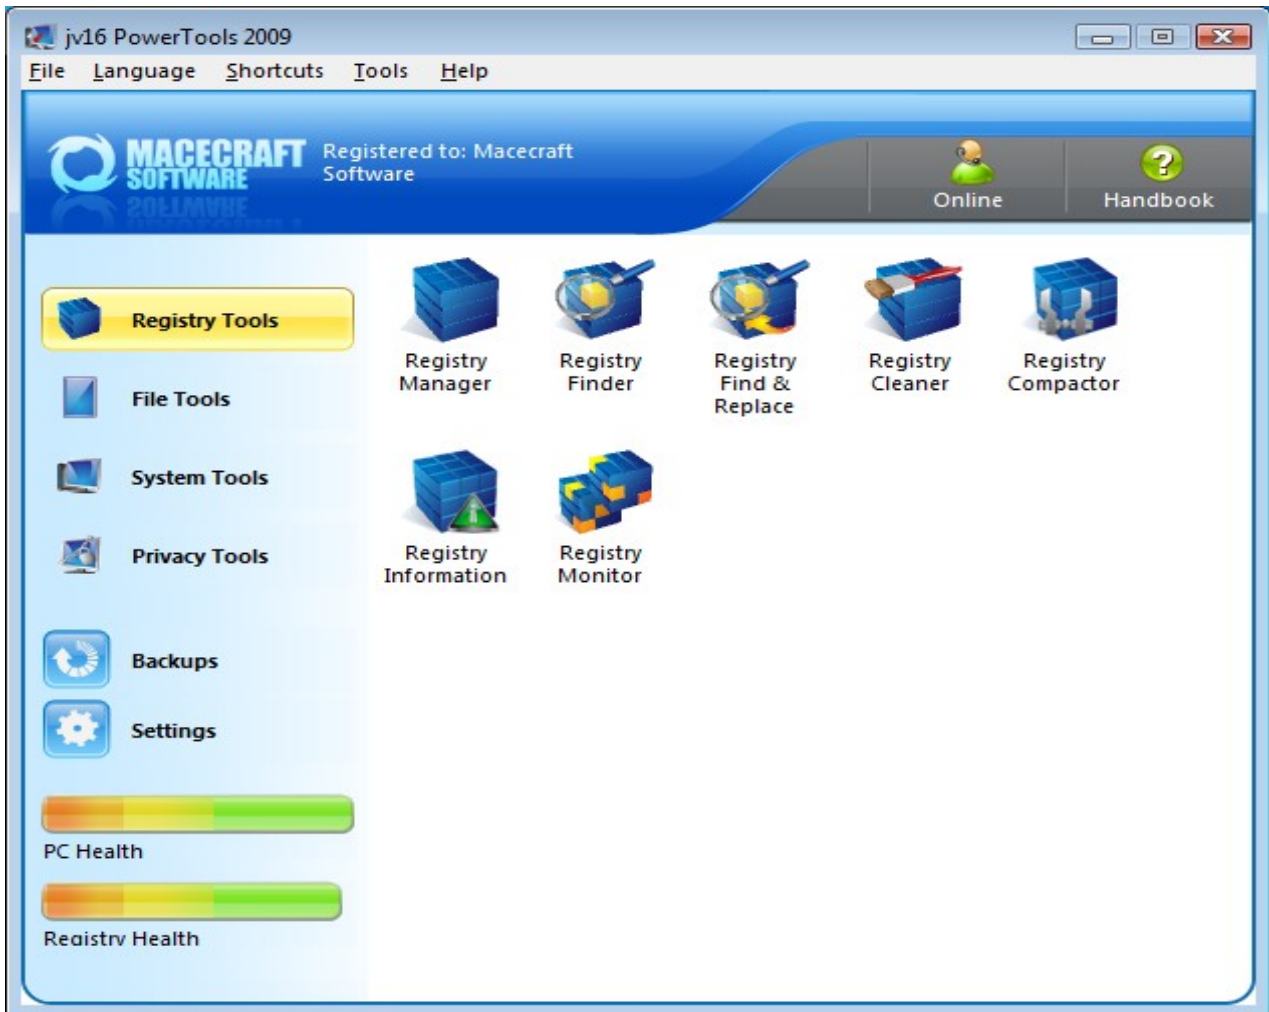 jv16 PowerTools 2009
File Language Shortcuts Tools Help
MACECRAFT
SOFTWARE
Registered to: Macecraft
Software
Online
Handbook
Registry Tools
File Tools
System Tools
Privacy Tools
Backups
Settings
PC Health
Registry Health
Registry
Manager
Registry
Finder
Registry
Find &
Replace
Registry
Cleaner
Registry
Compactor
Registry
Information
Registry
Monitor